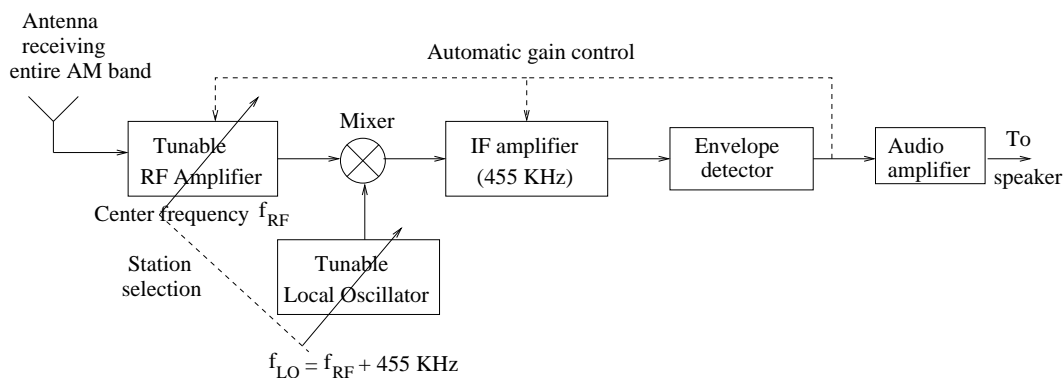 Antenna
receiving
entire AM band
Automatic gain control
Tunable
RF Amplifier
Mixer
IF amplifier
(455 KHz)
Envelope
detector
Audio
amplifier
To
speaker
Center frequency f_RF
Station
selection
Tunable
Local Oscillator
f_LO = f_RF + 455 KHz